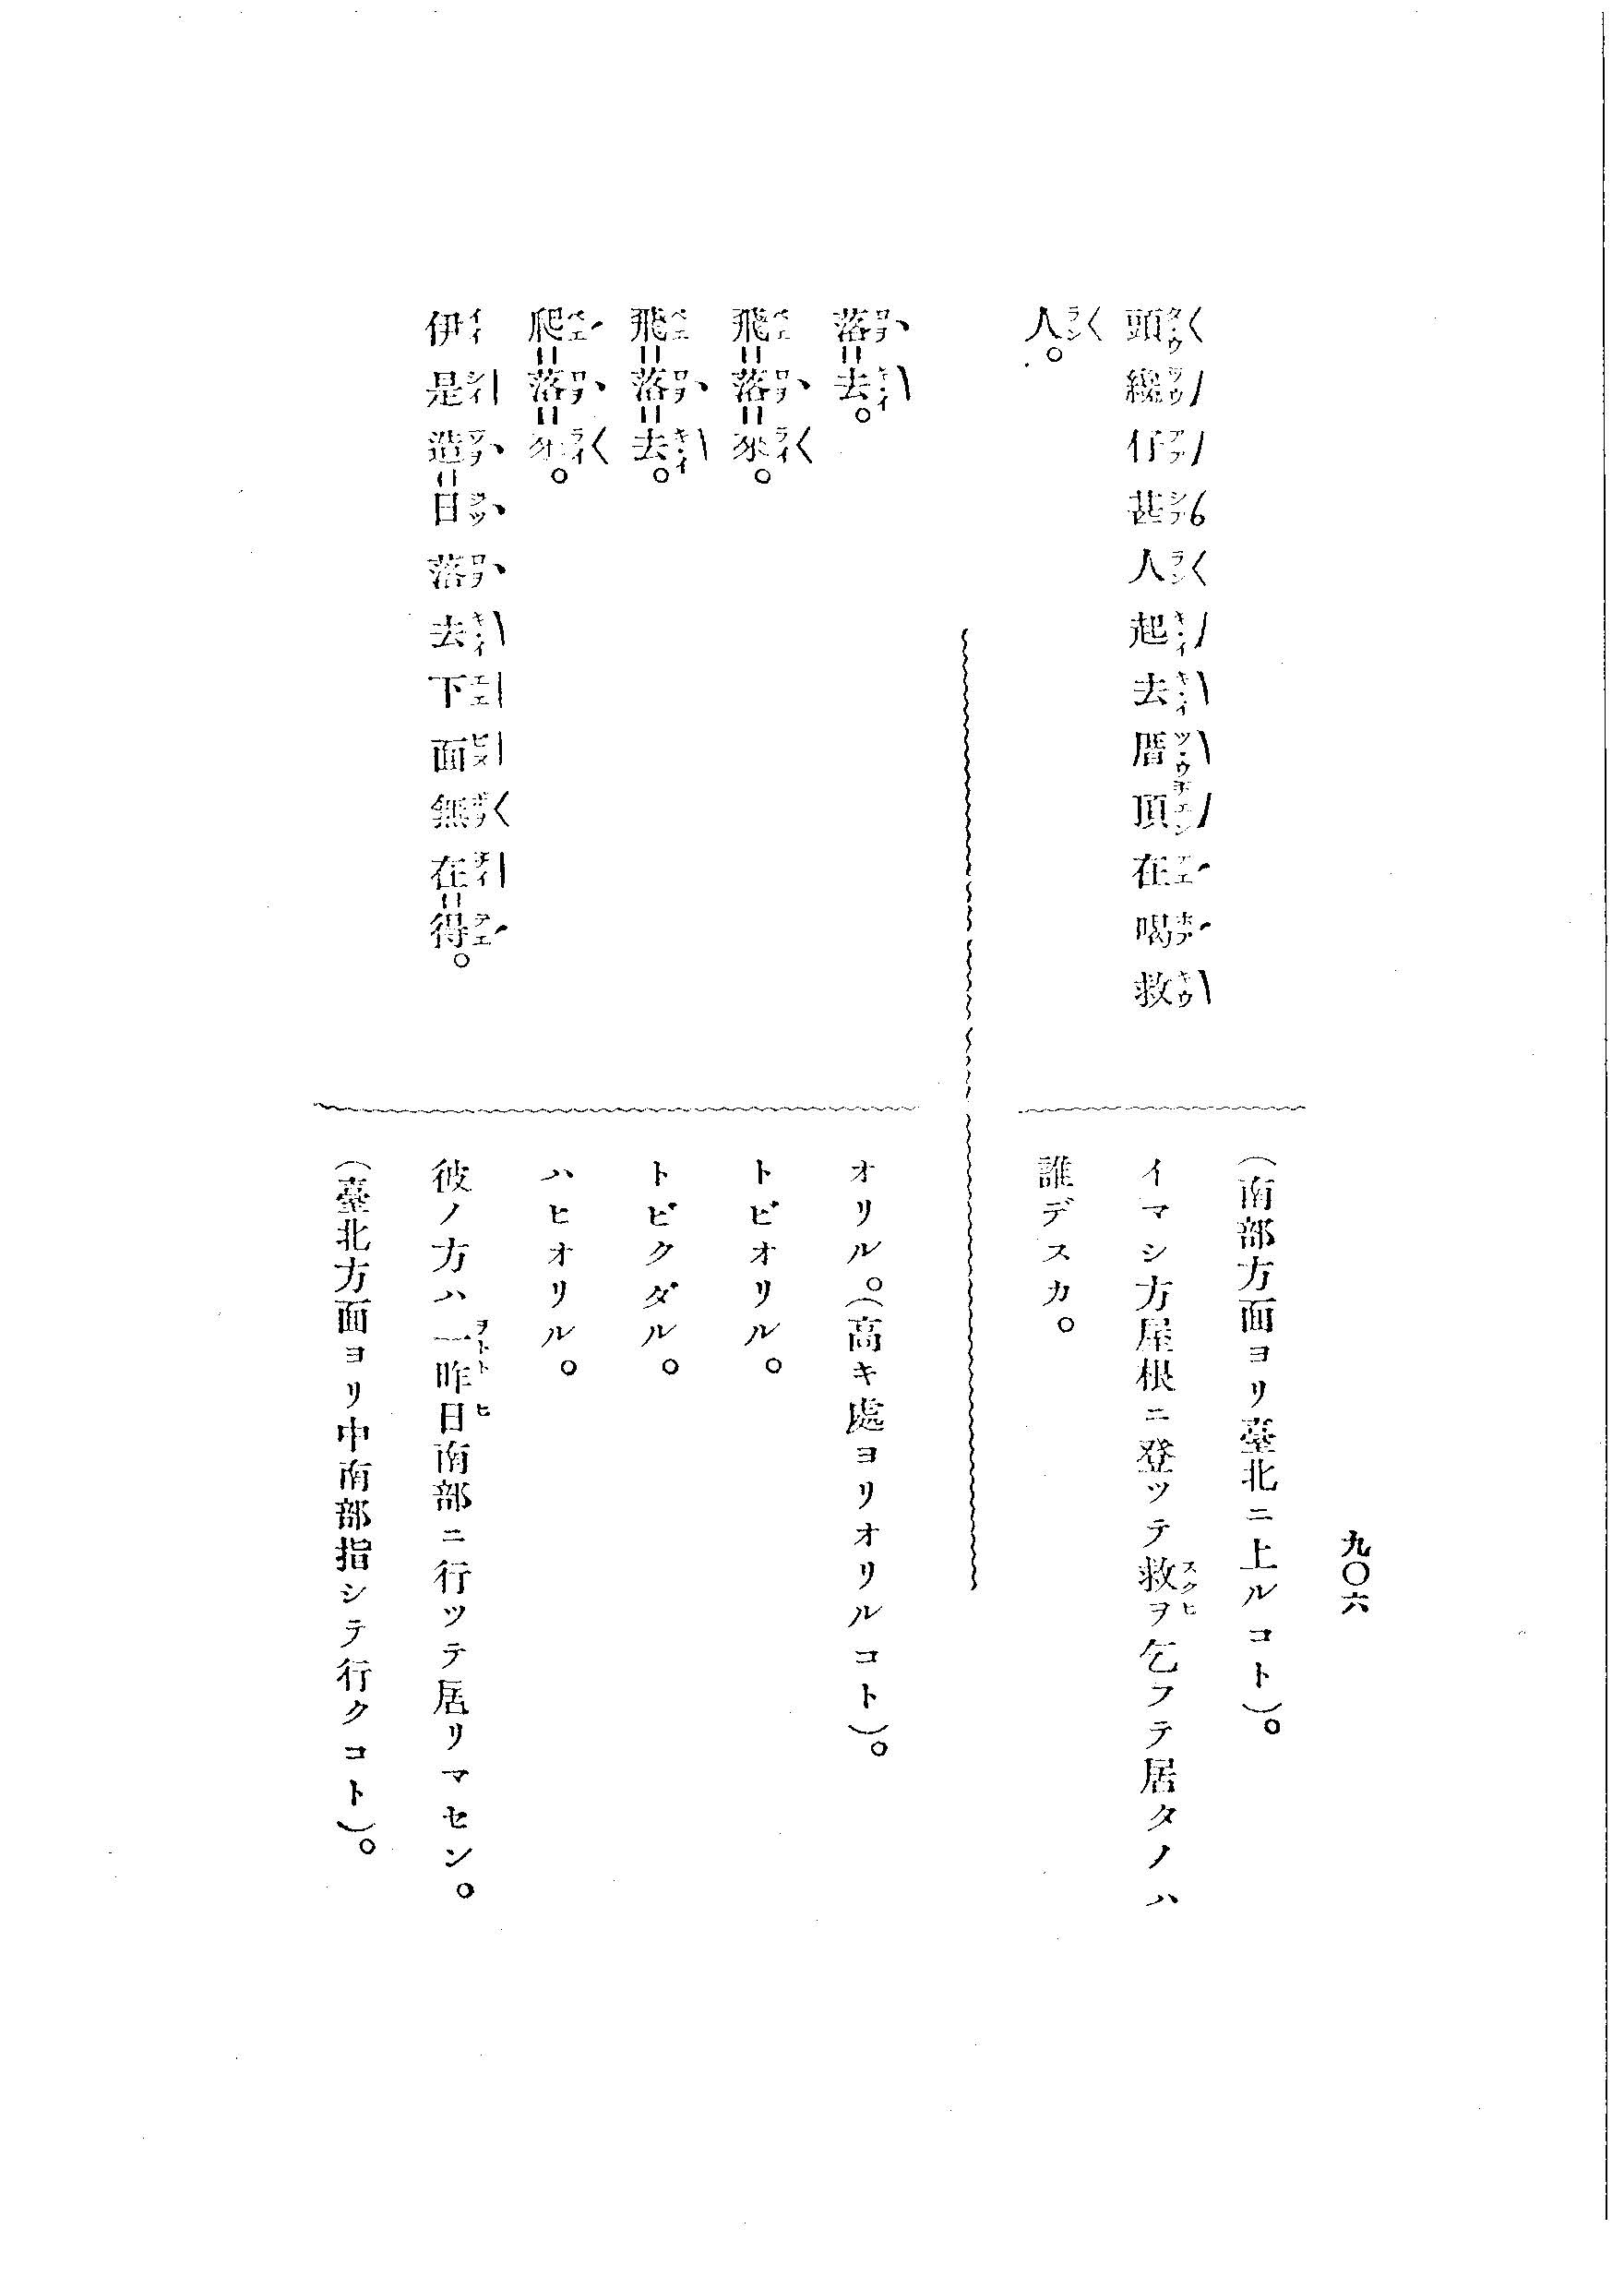 九〇六
(南部方面ヨリ臺北ニ上ルコト)。
頭纔仔甚人起去厝頂在喝救
人。
イマシ方屋根ニ登ツテ救ヲ乞フテ居タノハ
誰デスカ。
落=去。
オリル。(高キ處ヨリオリルコト)。
飛=落=來。
トビオリル。
飛=落=去。
トビクダル。
爬=落=來。
ハヒオリル。
伊是造=日落去下面無在=得。
彼ノ方ハ一昨日南部ニ行ツテ居リマセン。
(臺北方面ヨリ中南部指シテ行クコト)。